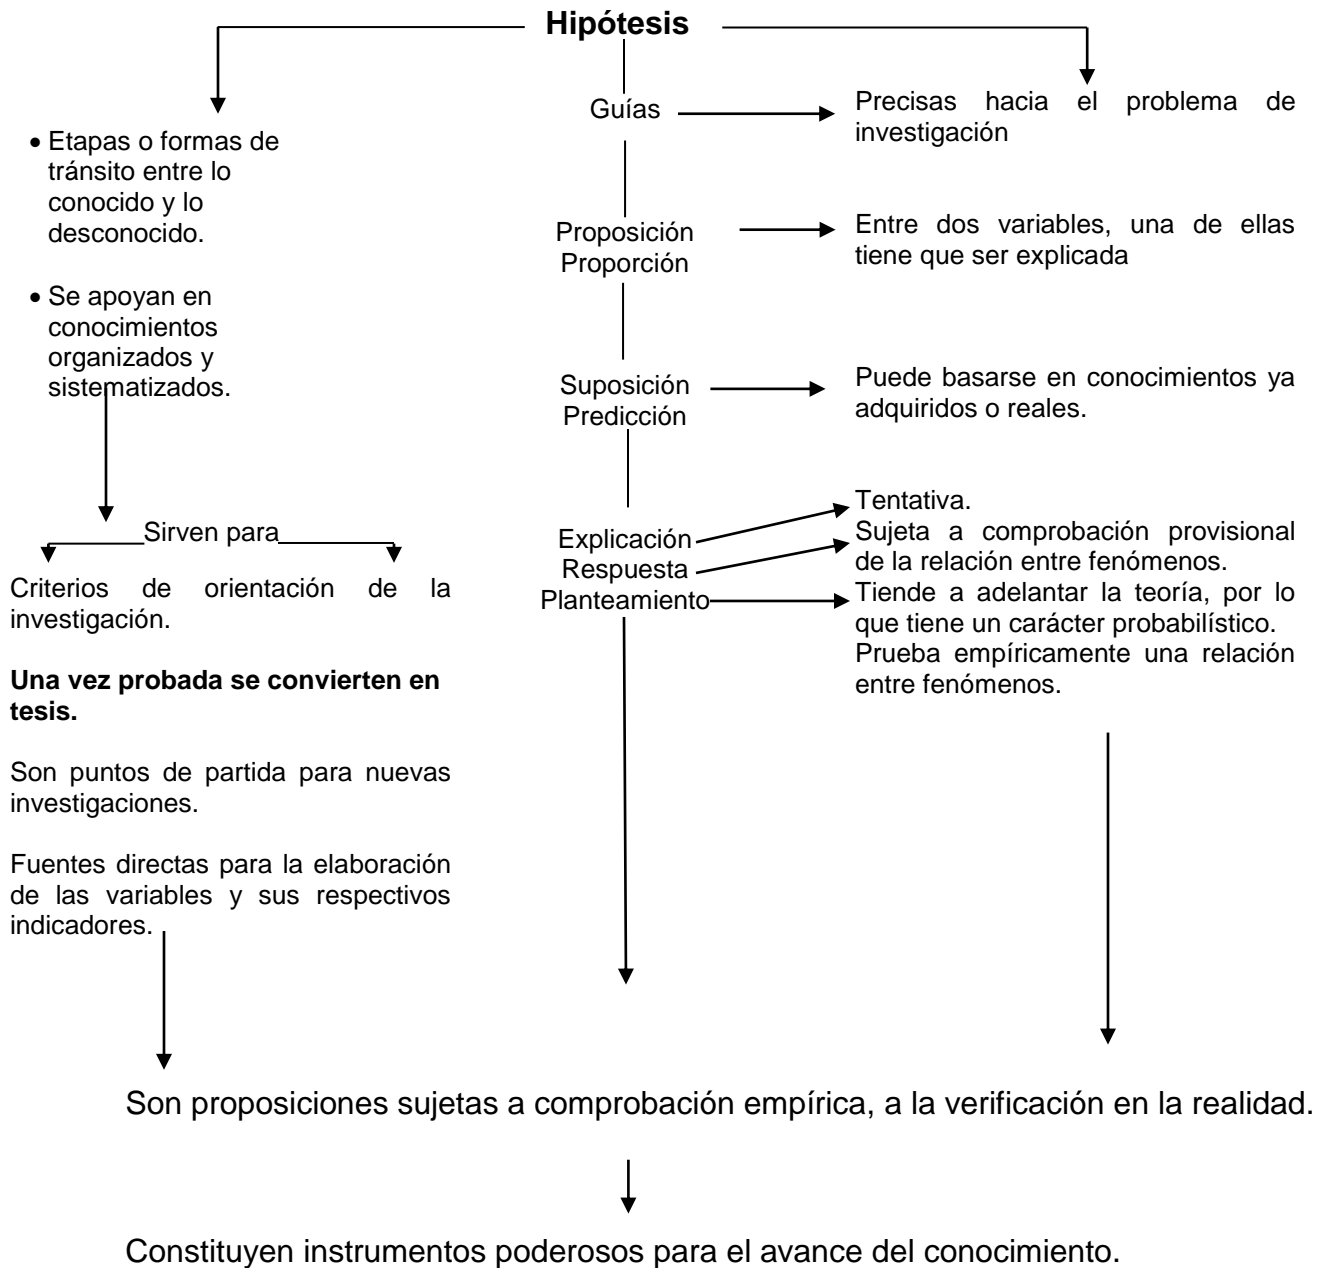 Hipótesis
• Etapas o formas de
tránsito entre lo
conocido y lo
desconocido.
• Se apoyan en
conocimientos
organizados y
sistematizados.
Sirven para
Criterios de orientación de la
investigación.
Una vez probada se convierten en
tesis.
Son puntos de partida para nuevas
investigaciones.
Fuentes directas para la elaboración
de las variables y sus respectivos
indicadores.
Guías
Precisas hacia el problema de
investigación
Proposición
Proporción
Entre dos variables, una de ellas
tiene que ser explicada
Suposición
Predicción
Puede basarse en conocimientos ya
adquiridos o reales.
Explicación
Respuesta
Planteamiento
Tentativa.
Sujeta a comprobación provisional
de la relación entre fenómenos.
Tiende a adelantar la teoría, por lo
que tiene un carácter probabilístico.
Prueba empíricamente una relación
entre fenómenos.
Son proposiciones sujetas a comprobación empírica, a la verificación en la realidad.
Constituyen instrumentos poderosos para el avance del conocimiento.